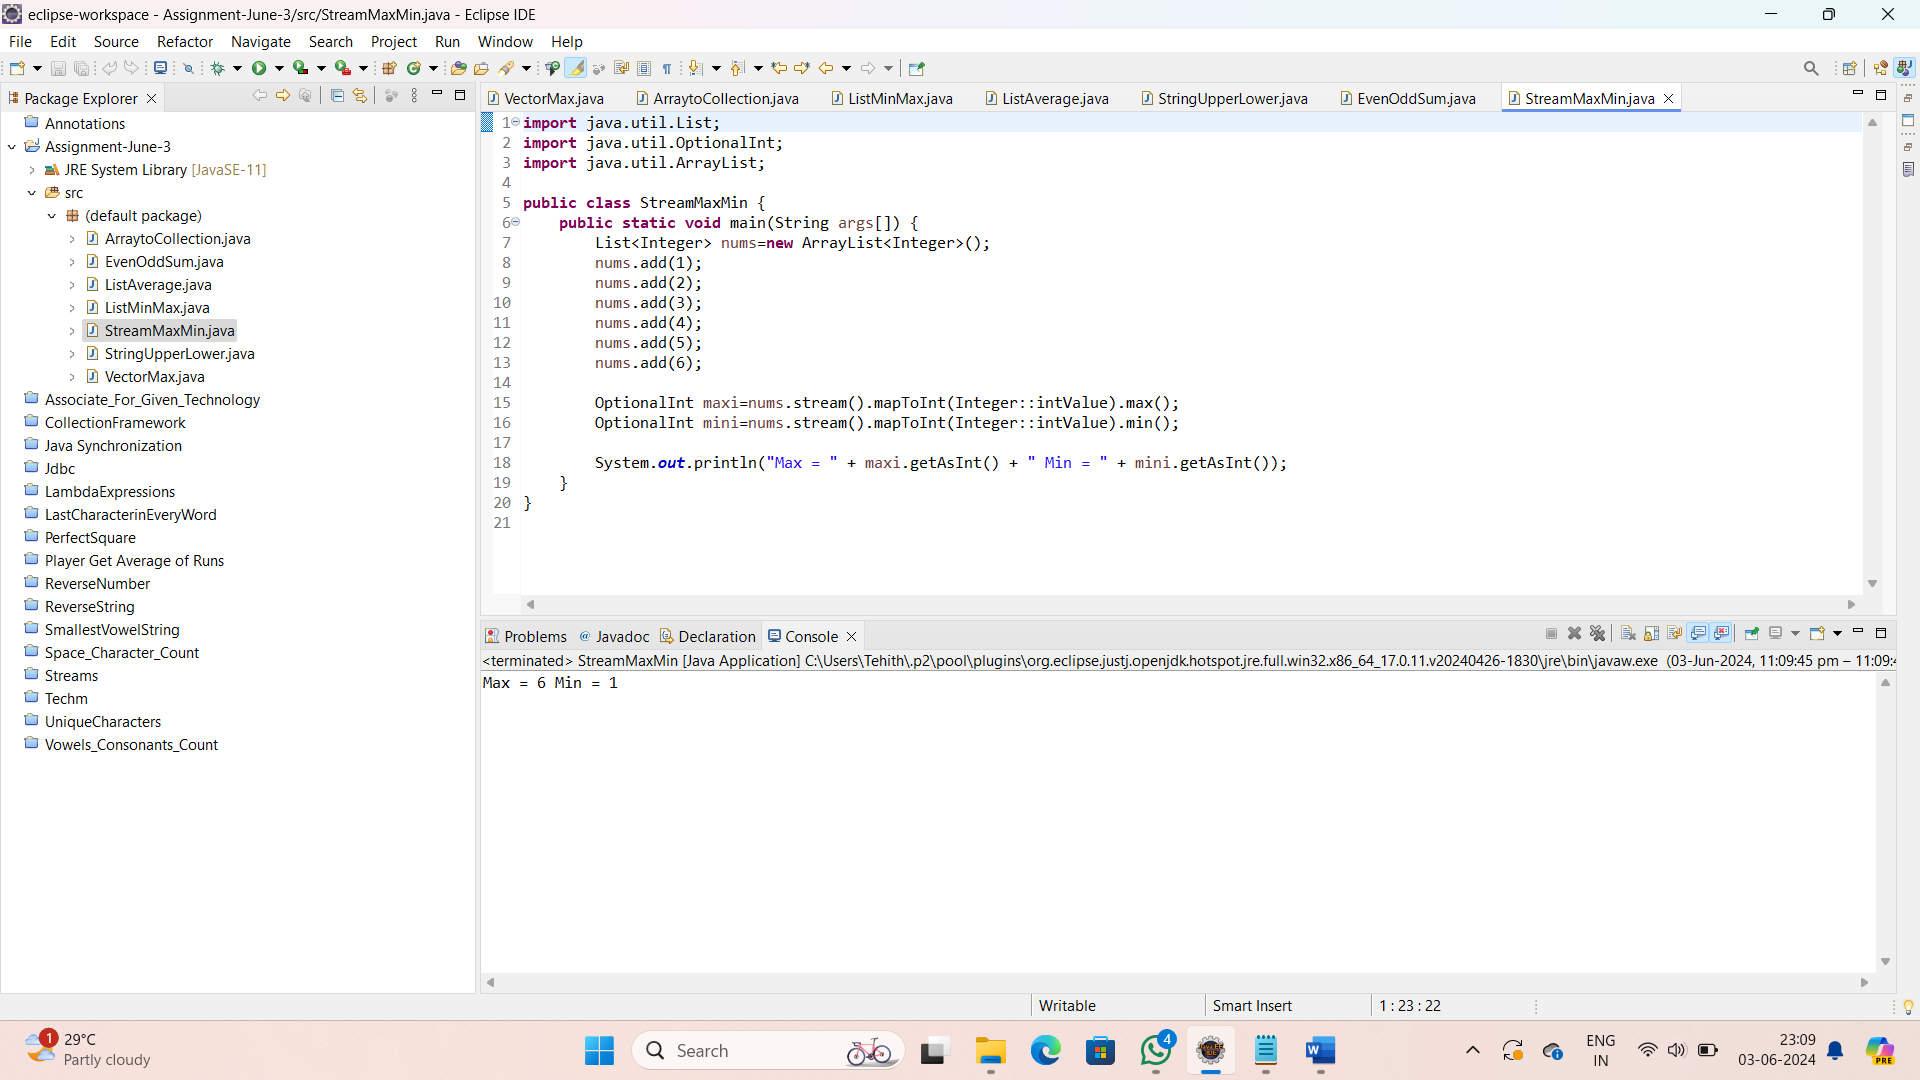 eclipse-workspace - Assignment-June-3/src/StreamMaxMin.java - Eclipse IDE
File Edit Source Refactor Navigate Search Project Run Window Help
Package Explorer
Annotations
Assignment-June-3
JRE System Library [JavaSE-11]
src
(default package)
ArraytoCollection.java
EvenOddSum.java
ListAverage.java
ListMinMax.java
StreamMaxMin.java
StringUpperLower.java
VectorMax.java
Associate_For_Given_Technology
CollectionFramework
Java Synchronization
Jdbc
LambdaExpressions
LastCharacterinEveryWord
PerfectSquare
Player Get Average of Runs
ReverseNumber
ReverseString
SmallestVowelString
Space_Character_Count
Streams
Techm
UniqueCharacters
Vowels_Consonants_Count
VectorMax.java ArraytoCollection.java ListMinMax.java ListAverage.java StringUpperLower.java EvenOddSum.java StreamMaxMin.java
1 import java.util.List;
2 import java.util.OptionalInt;
3 import java.util.ArrayList;
4
5 public class StreamMaxMin {
6 public static void main(String args[]) {
7 List<Integer> nums=new ArrayList<Integer>();
8 nums.add(1);
9 nums.add(2);
10 nums.add(3);
11 nums.add(4);
12 nums.add(5);
13 nums.add(6);
14
15 OptionalInt maxi=nums.stream().mapToInt(Integer::intValue).max();
16 OptionalInt mini=nums.stream().mapToInt(Integer::intValue).min();
17
18 System.out.println("Max = " + maxi.getAsInt() + " Min = " + mini.getAsInt());
19 }
20 }
21
Problems Javadoc Declaration Console
<terminated> StreamMaxMin [Java Application] C:\Users\Tehith\.p2\pool\plugins\org.eclipse.justj.openjdk.hotspot.jre.full.win32.x86_64_17.0.11.v20240426-1830\jre\bin\javaw.exe (03-Jun-2024, 11:09:45 pm – 11:09:4
Max = 6 Min = 1
Writable Smart Insert 1 : 23 : 22
1
29°C
Partly cloudy
Search
4
ENG
IN
23:09
03-06-2024
PRE